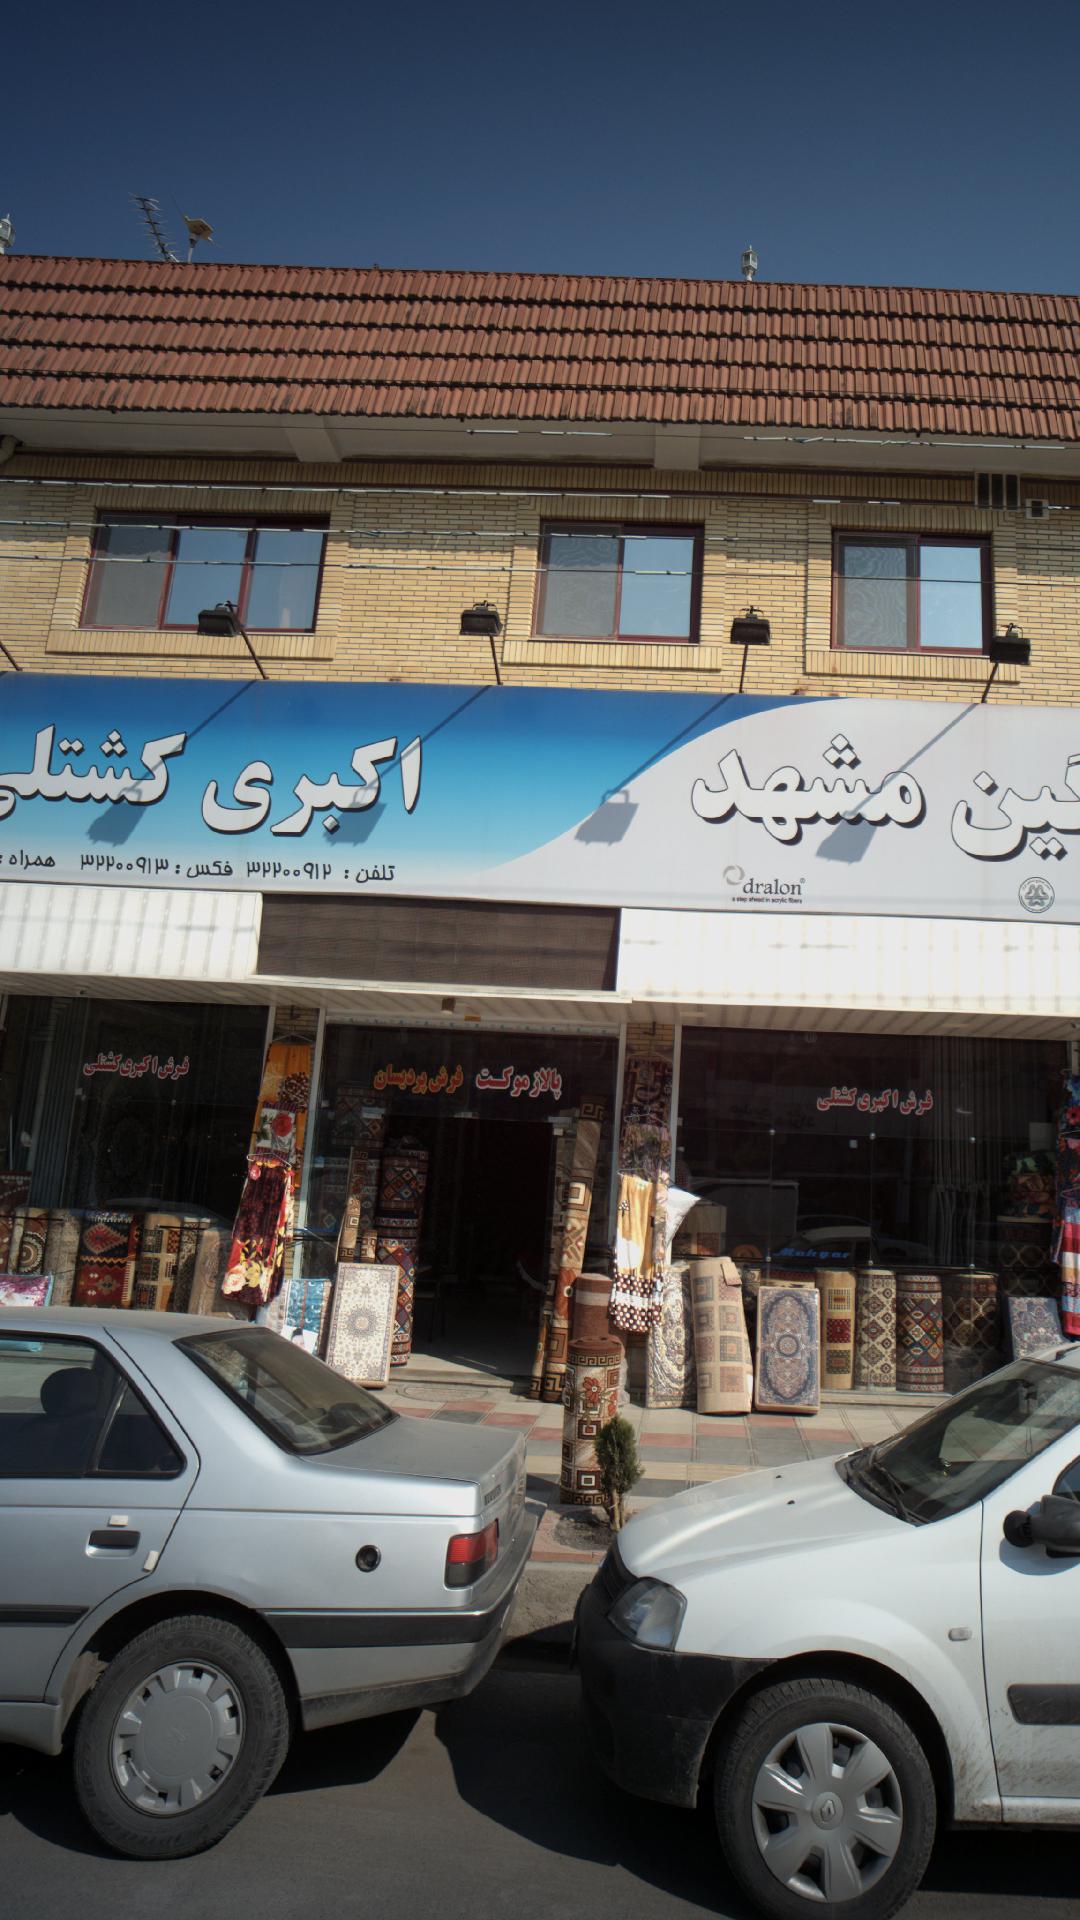 مشهد
اکبری کشتلی
تلفن : ۳۲۲۰۰۹۱۲ فکس : ۳۲۲۰۰۹۱۳ همراه :
dralon®
a step ahead in acrylic fibers
فرش اکبری کشتلی
پالاز موکت فرش پردیسان
فرش اکبری کشتلی